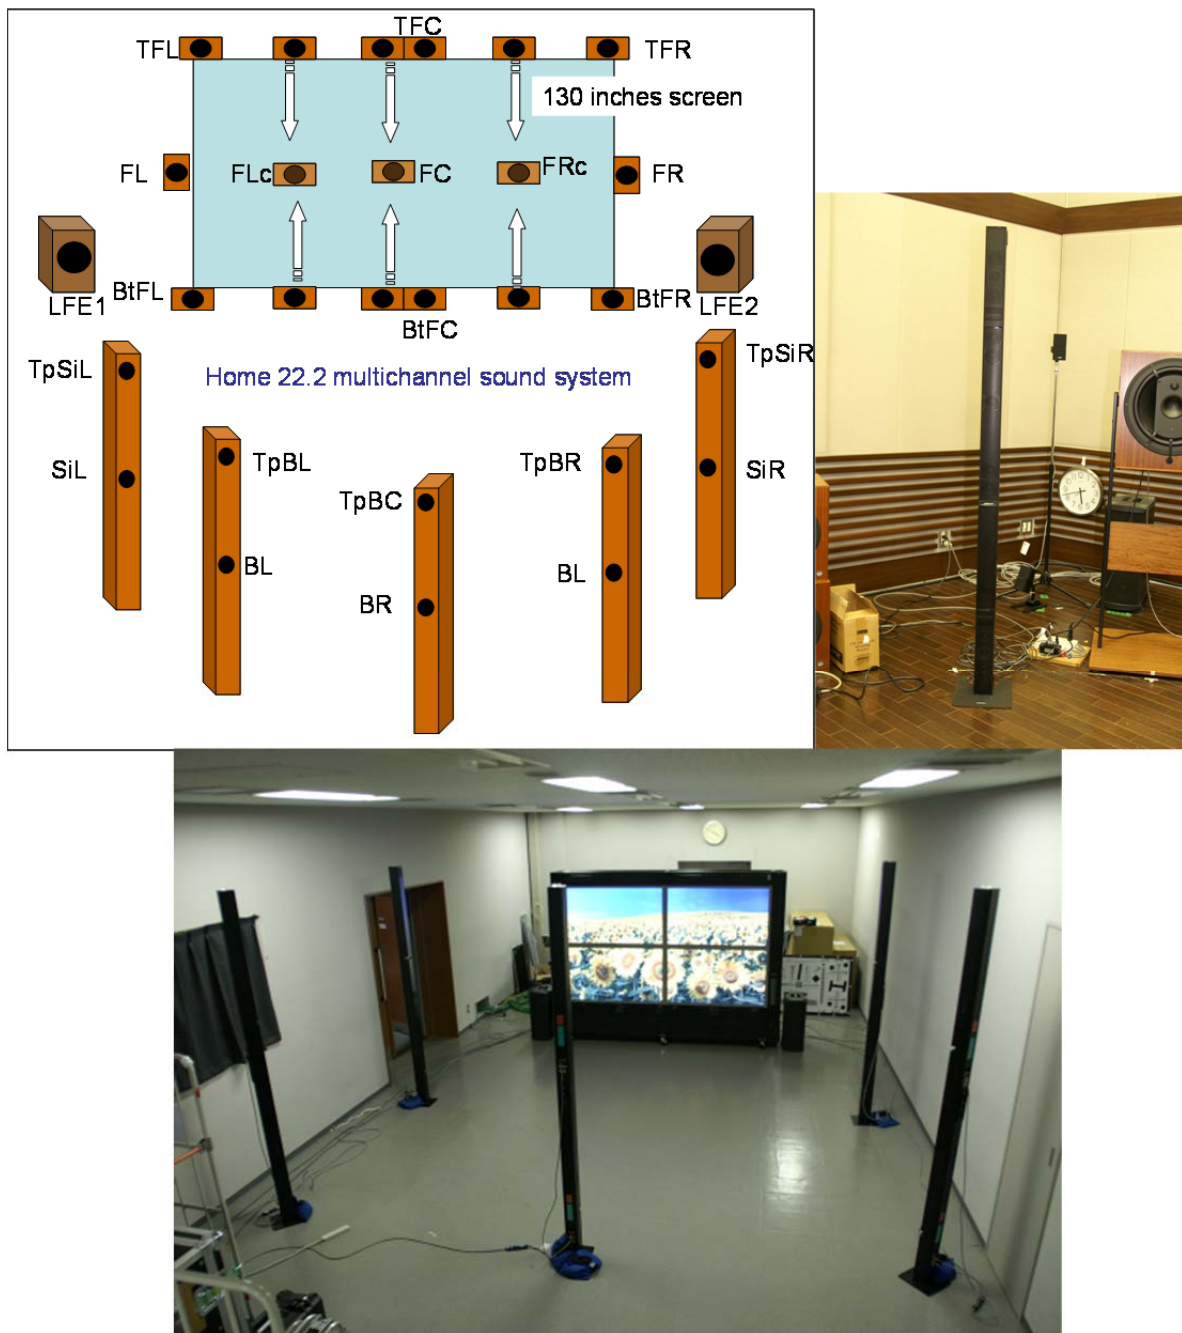 TFC
TFL
TFR
130 inches screen
FL
FLc
FC
FRc
FR
LFE1
BtFL
BtFC
BtFR
LFE2
TpSiL
Home 22.2 multichannel sound system
TpSiR
SiL
TpBL
TpBC
TpBR
SiR
BL
BR
BL